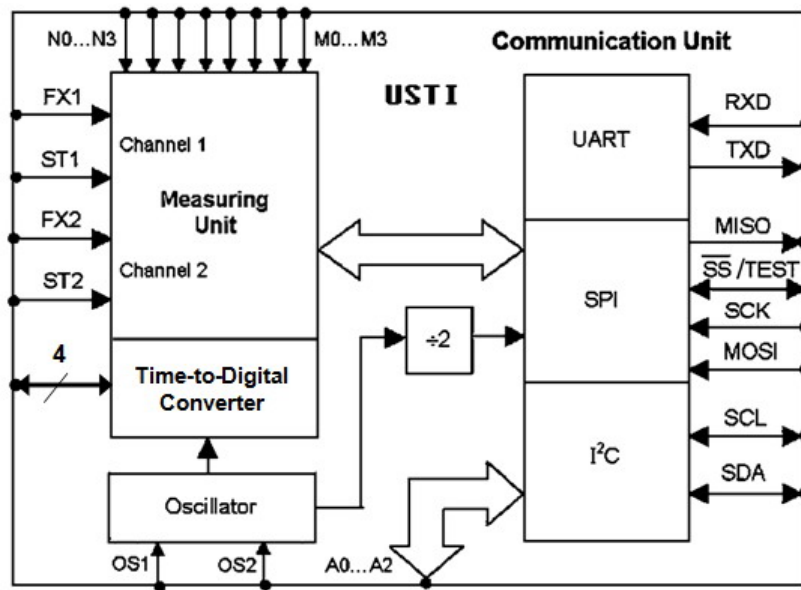 N0...N3
M0...M3
Communication Unit
USTI
FX1
ST1
FX2
ST2
4
Channel 1
Measuring
Unit
Channel 2
Time-to-Digital
Converter
Oscillator
OS1
OS2
÷2
A0...A2
UART
SPI
I²C
RXD
TXD
MISO
S̅S̅/TEST
SCK
MOSI
SCL
SDA